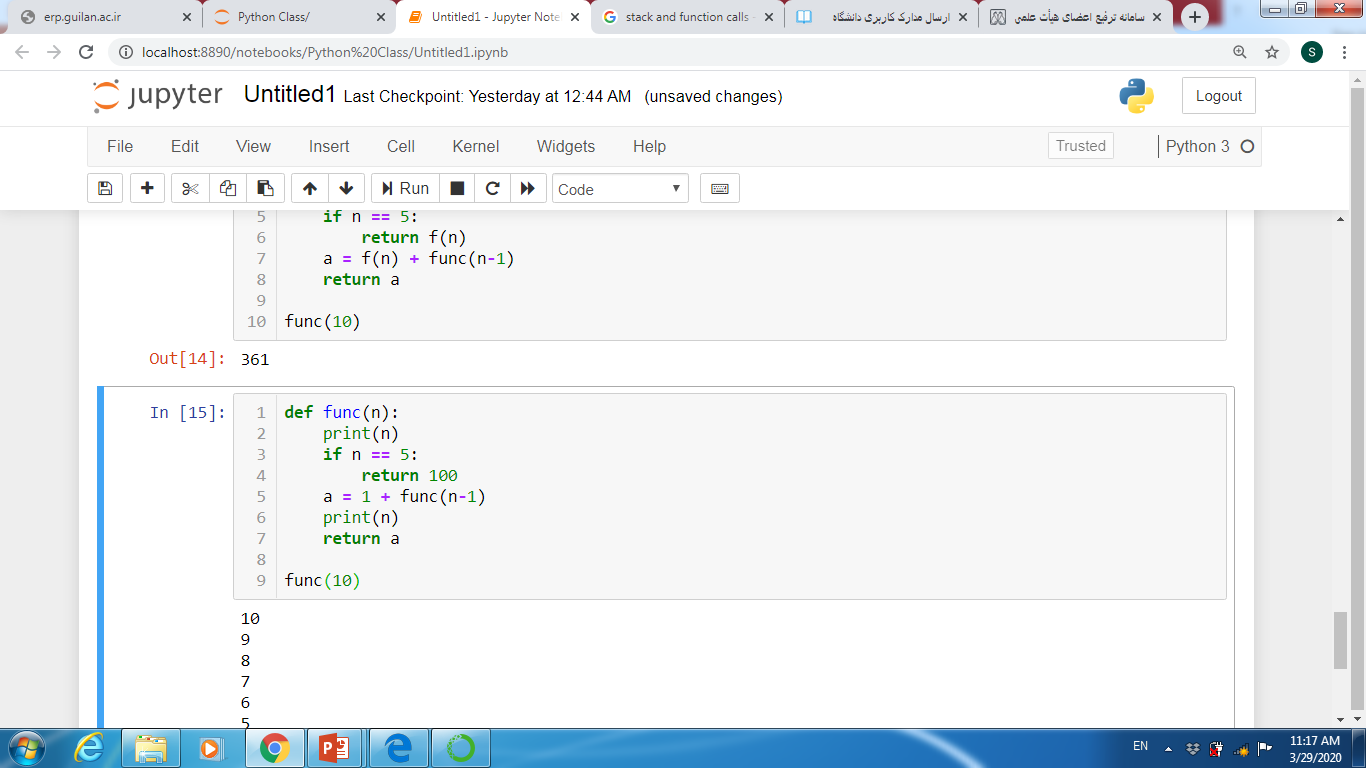 erp.guilan.ac.ir
Python Class/
Untitled1 - Jupyter Note
stack and function calls -
ارسال مدارک کاربری دانشگاه
سامانه ترفیع اعضای هیأت علمی
localhost:8890/notebooks/Python%20Class/Untitled1.ipynb
S
jupyter
Untitled1 Last Checkpoint: Yesterday at 12:44 AM (unsaved changes)
Logout
File Edit View Insert Cell Kernel Widgets Help
Trusted
Python 3
Run
Code
5 if n == 5:
6 return f(n)
7 a = f(n) + func(n-1)
8 return a
9
10 func(10)
Out[14]: 361
In [15]:
1 def func(n):
2 print(n)
3 if n == 5:
4 return 100
5 a = 1 + func(n-1)
6 print(n)
7 return a
8
9 func(10)
10
9
8
7
6
5
EN
11:17 AM
3/29/2020